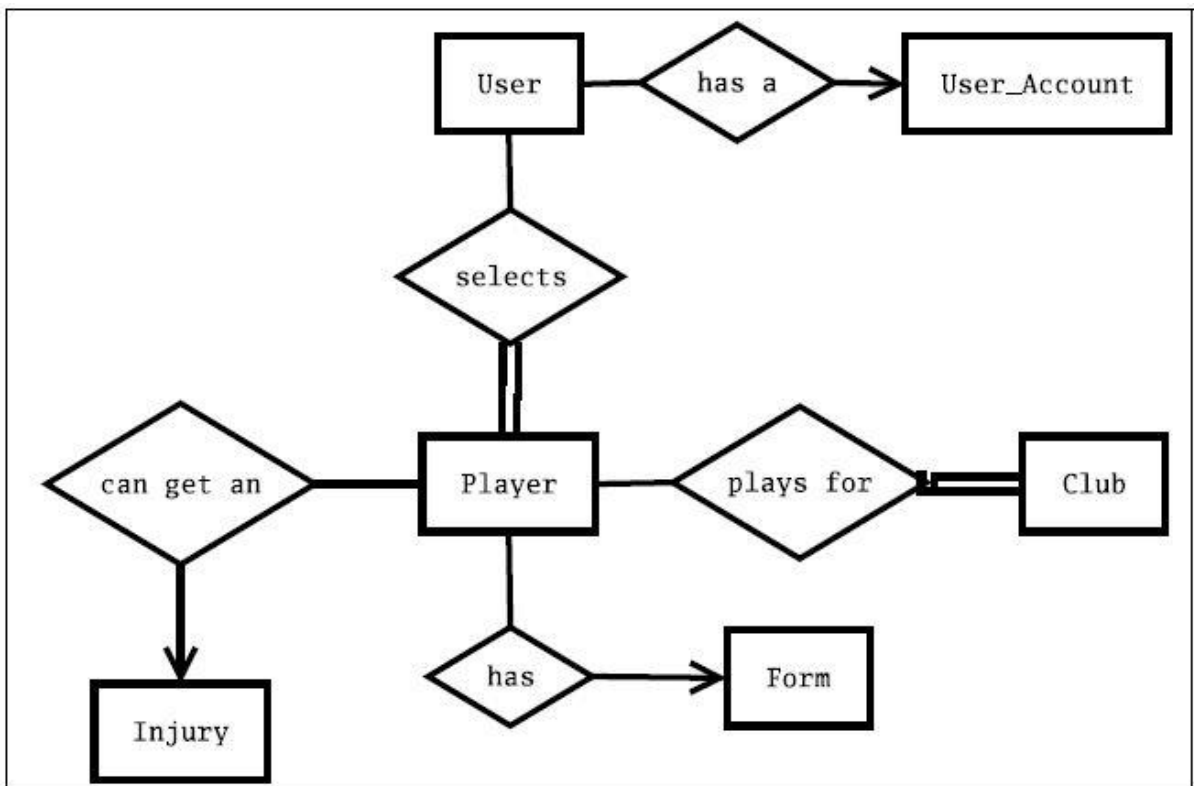 User
has a
User_Account
selects
can get an
Player
plays for
Club
has
Form
Injury